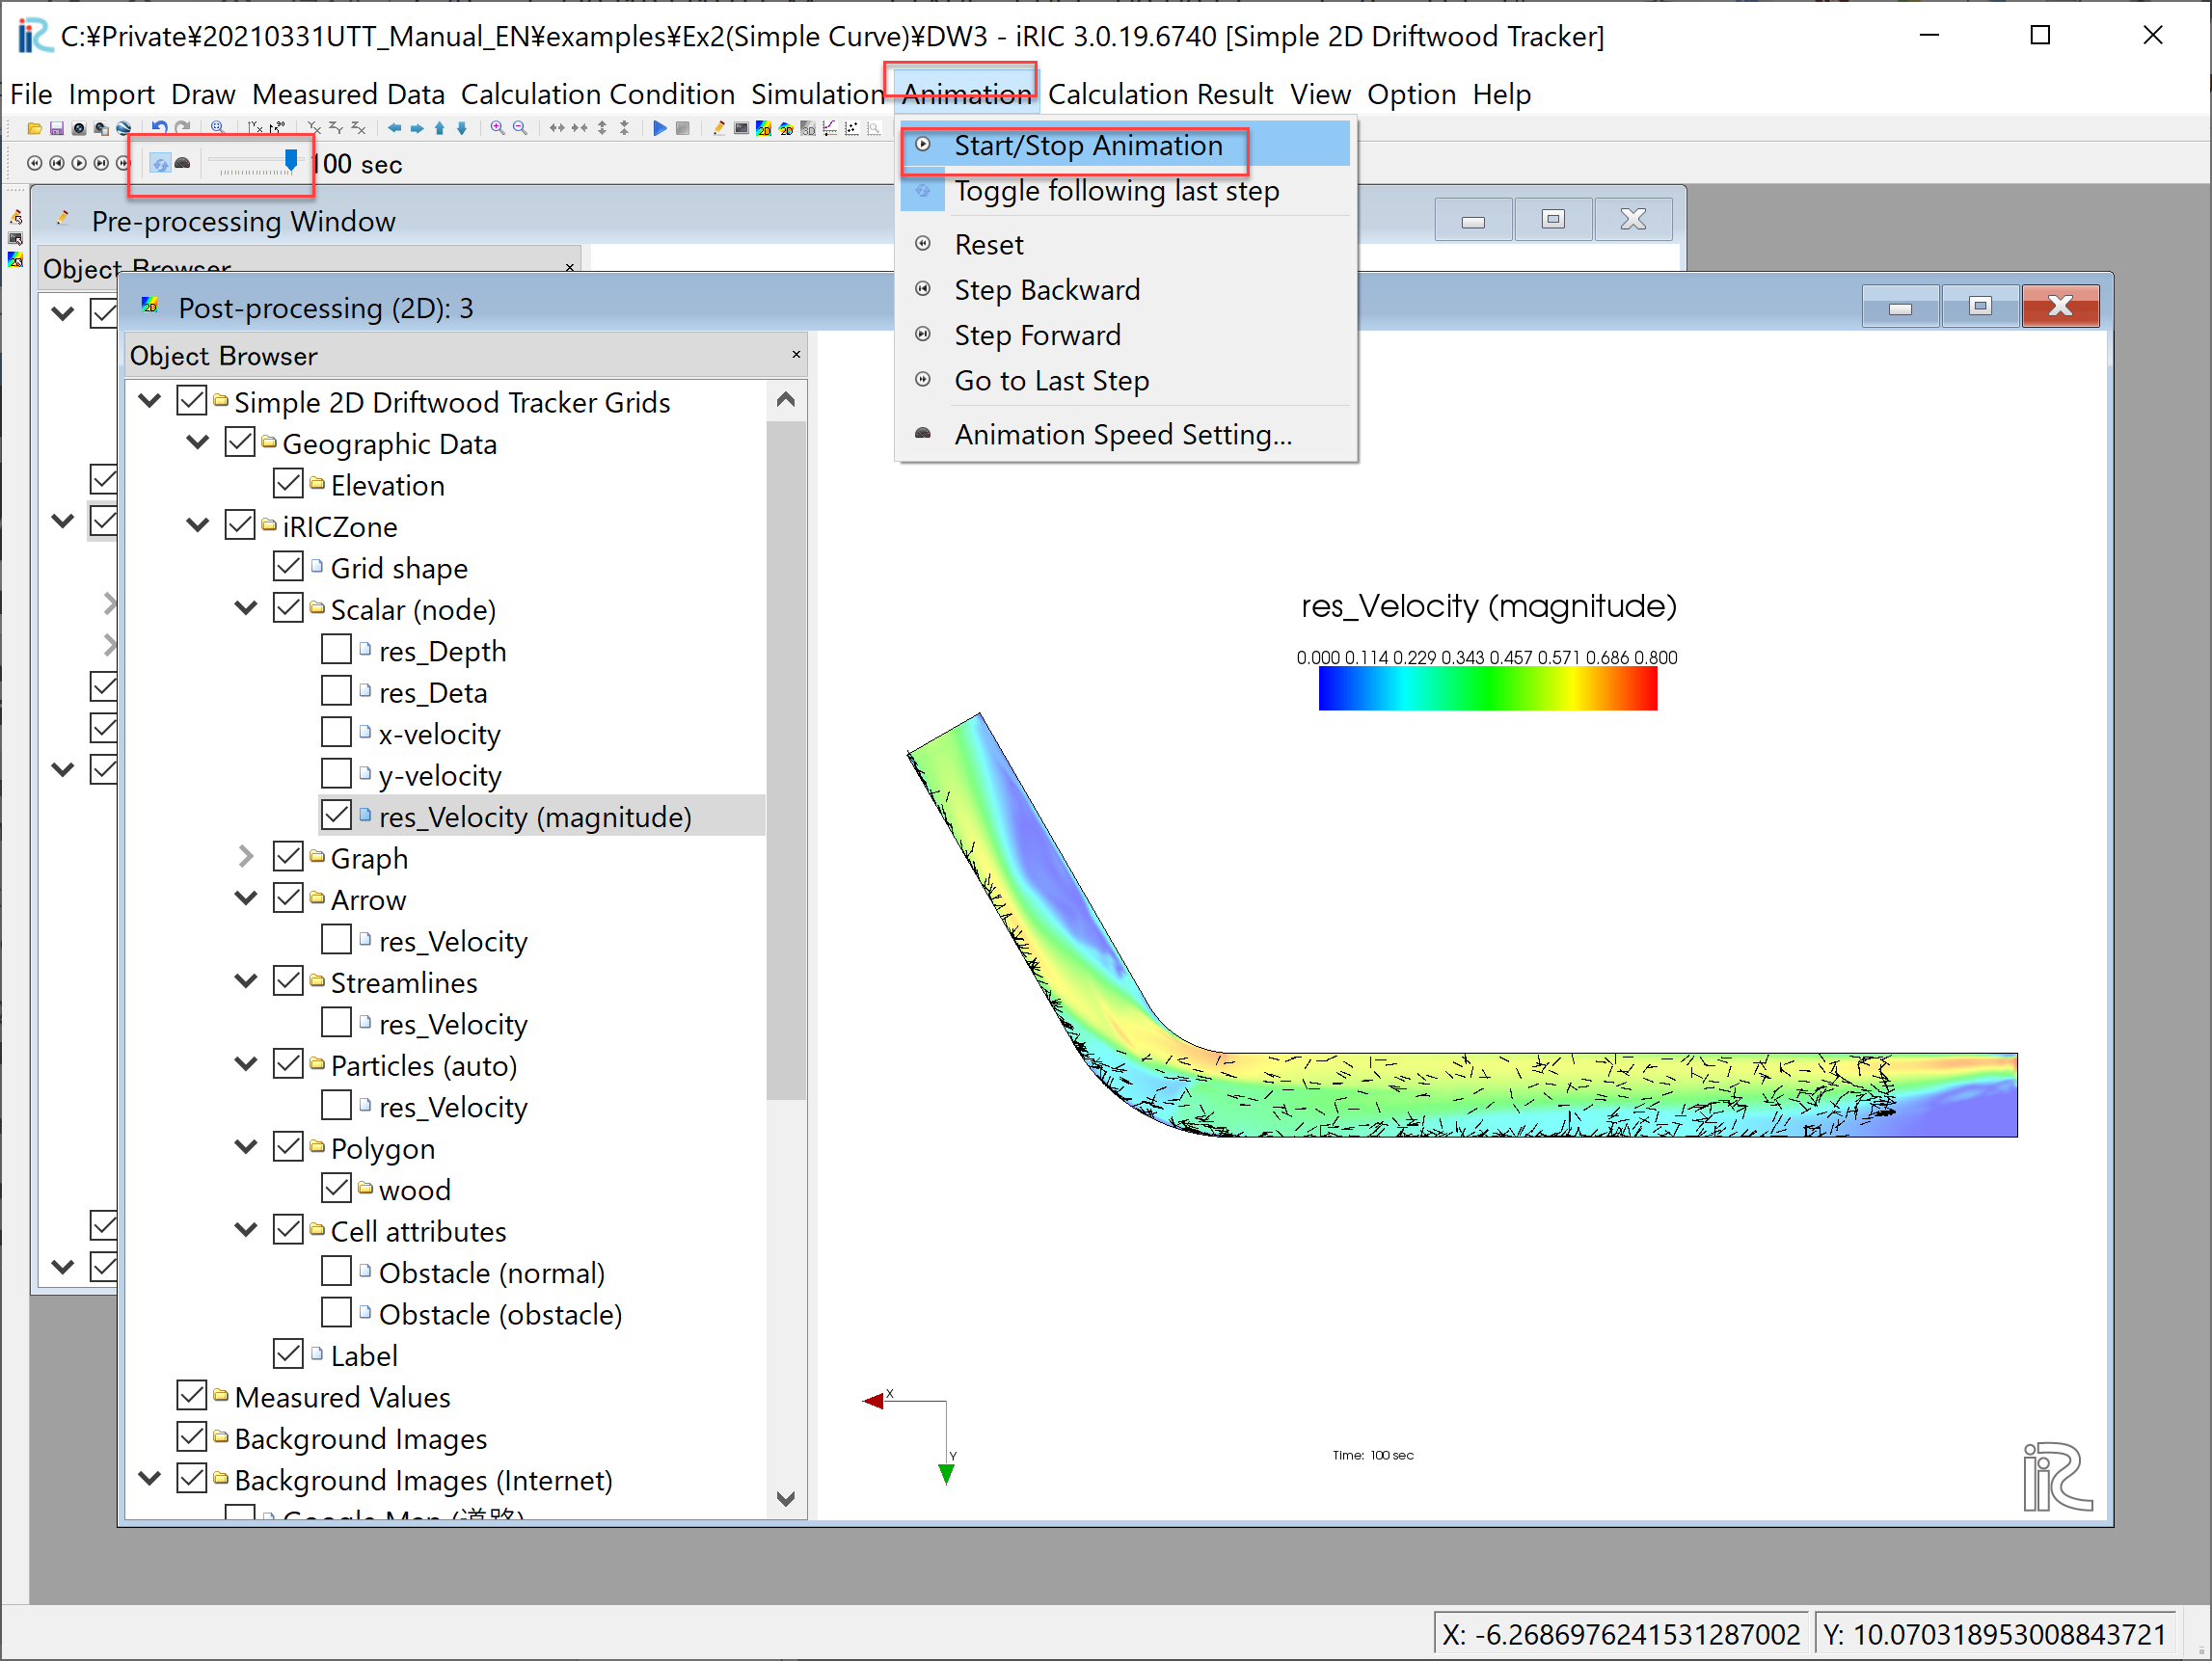 C:¥Private¥20210331UTT_Manual_EN¥examples¥Ex2(Simple Curve)¥DW3 - iRIC 3.0.19.6740 [Simple 2D Driftwood Tracker]
File Import Draw Measured Data Calculation Condition Simulation Animation Calculation Result View Option Help
100 sec
Start/Stop Animation
Toggle following last step
Reset
Step Backward
Step Forward
Go to Last Step
Animation Speed Setting...
Pre-processing Window
Object Browser
Post-processing (2D): 3
Object Browser
Simple 2D Driftwood Tracker Grids
Geographic Data
Elevation
iRICZone
Grid shape
Scalar (node)
res_Depth
res_Deta
x-velocity
y-velocity
res_Velocity (magnitude)
Graph
Arrow
res_Velocity
Streamlines
res_Velocity
Particles (auto)
res_Velocity
Polygon
wood
Cell attributes
Obstacle (normal)
Obstacle (obstacle)
Label
Measured Values
Background Images
Background Images (Internet)
Google Map (道路)
res_Velocity (magnitude)
0.000 0.114 0.229 0.343 0.457 0.571 0.686 0.800
X
Y
Time: 100 sec
iRIC
X: -6.2686976241531287002
Y: 10.070318953008843721